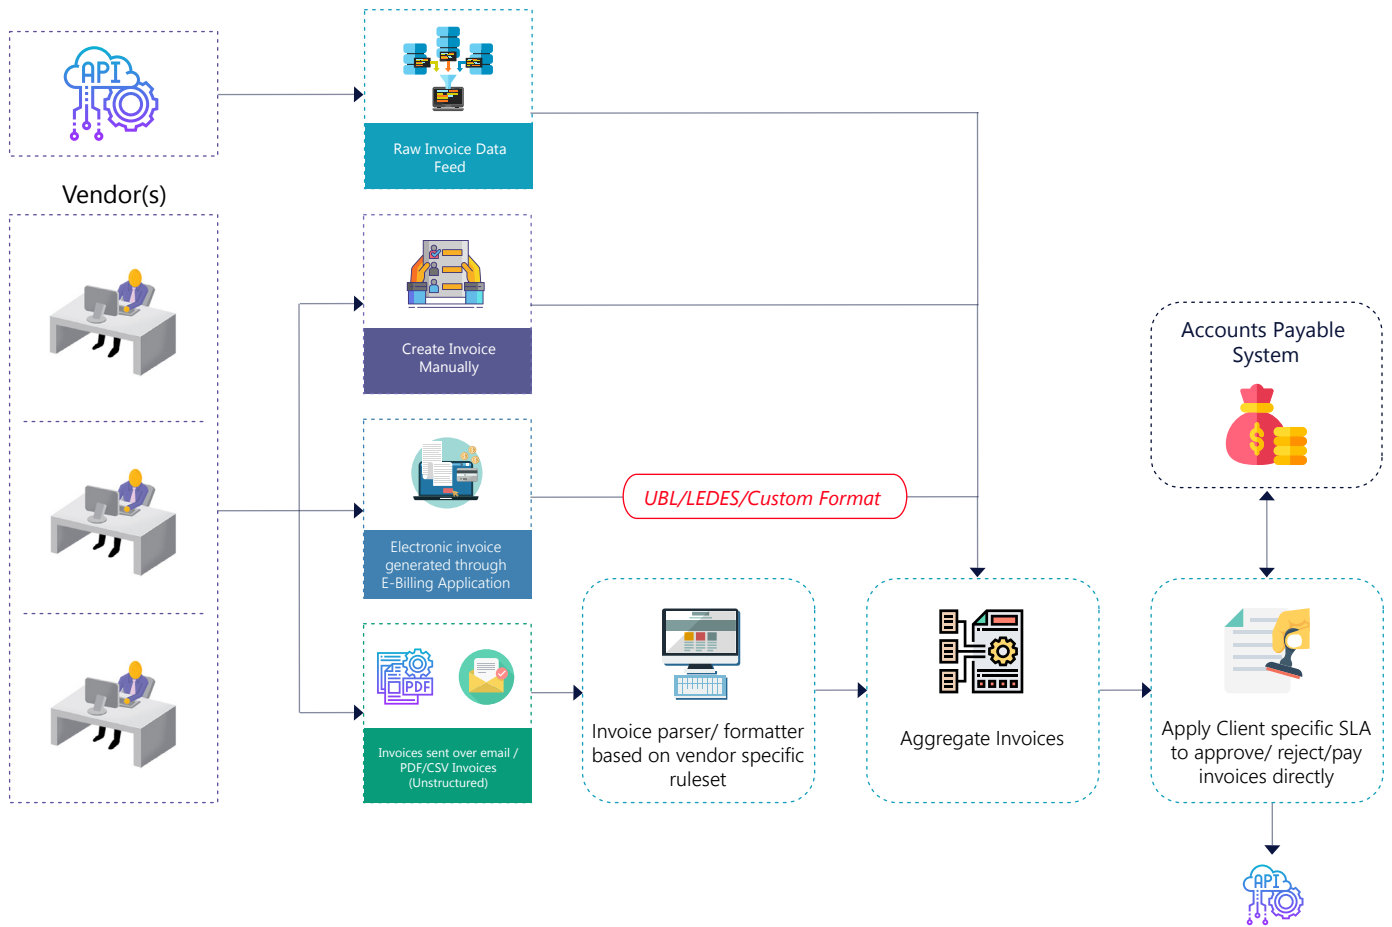 API
Raw Invoice Data
Feed
Vendor(s)
Create Invoice
Manually
Accounts Payable
System
$
UBL/LEDES/Custom Format
Electronic invoice
generated through
E-Billing Application
PDF
Invoices sent over email /
PDF/CSV Invoices
(Unstructured)
Invoice parser/ formatter
based on vendor specific
ruleset
Aggregate Invoices
Apply Client specific SLA
to approve/ reject/pay
invoices directly
API